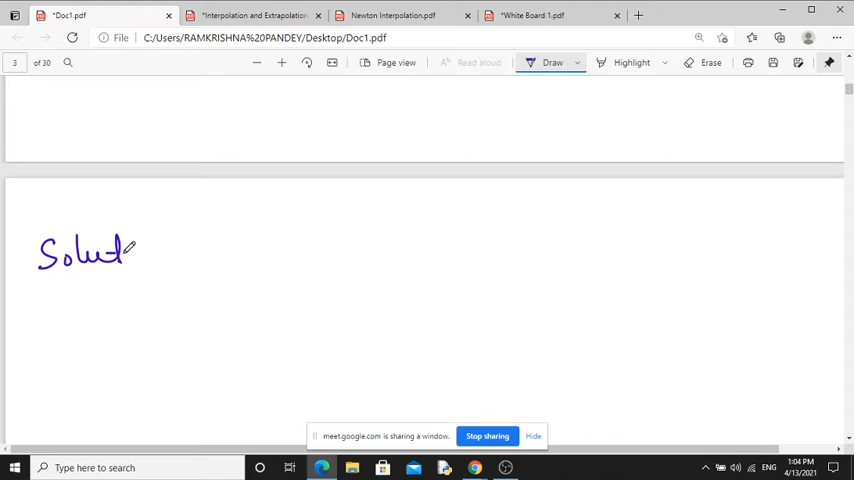 *Doc1.pdf
*Interpolation and Extrapolation
Newton Interpolation.pdf
*White Board 1.pdf
File C:/Users/RAMKRISHNA%20PANDEY/Desktop/Doc1.pdf
3 of 30 Page view Read aloud Draw Highlight Erase
Solut
meet.google.com is sharing a window. Stop sharing Hide
Type here to search
ENG
1:04 PM
4/13/2021